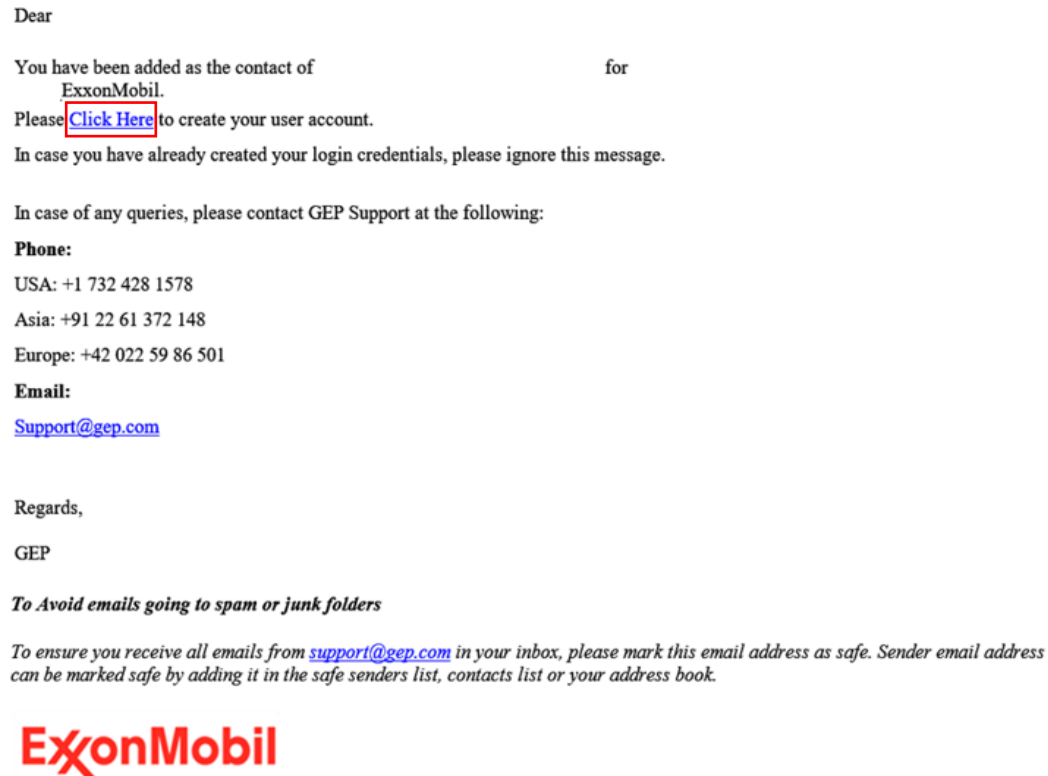 Dear
You have been added as the contact of for
ExxonMobil.
Please Click Here to create your user account.
In case you have already created your login credentials, please ignore this message.
In case of any queries, please contact GEP Support at the following:
Phone:
USA: +1 732 428 1578
Asia: +91 22 61 372 148
Europe: +42 022 59 86 501
Email:
Support@gep.com
Regards,
GEP
To Avoid emails going to spam or junk folders
To ensure you receive all emails from support@gep.com in your inbox, please mark this email address as safe. Sender email address
can be marked safe by adding it in the safe senders list, contacts list or your address book.
ExxonMobil